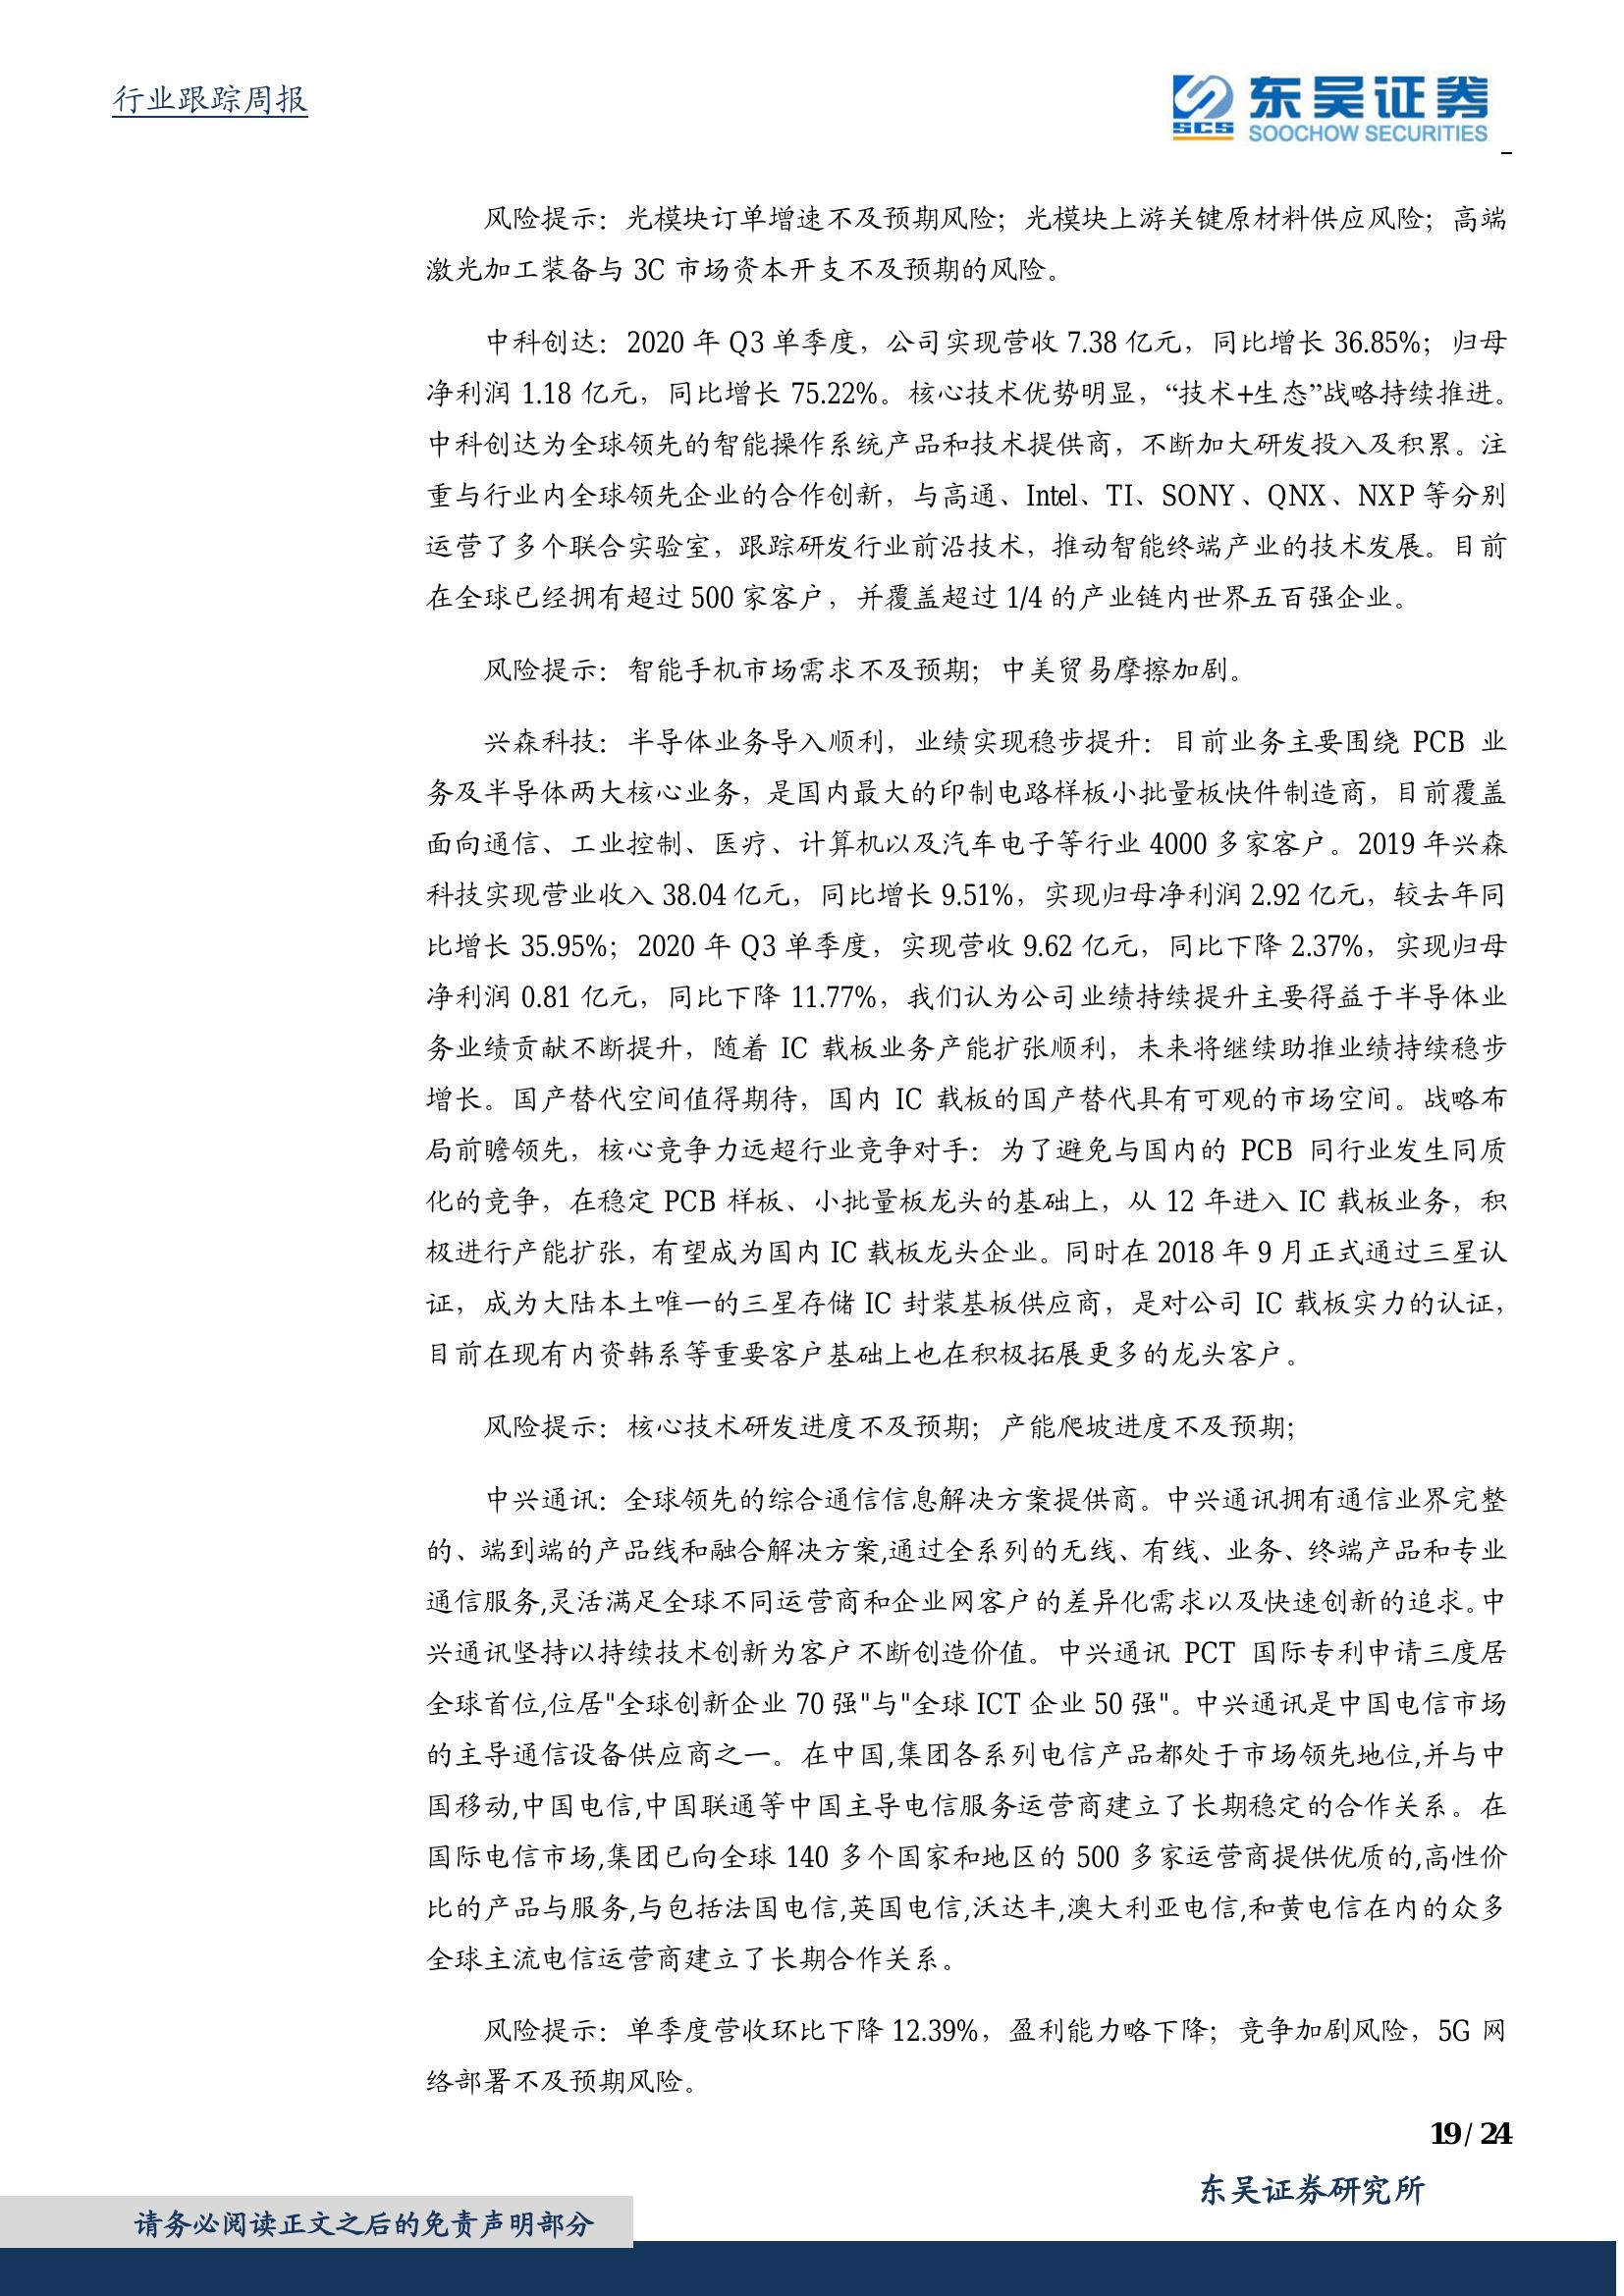 行业跟踪周报
SCS 东吴证券
SOOCHOW SECURITIES
风险提示：光模块订单增速不及预期风险；光模块上游关键原材料供应风险；高端
激光加工装备与 3C 市场资本开支不及预期的风险。
中科创达：2020 年 Q3 单季度，公司实现营收 7.38 亿元，同比增长 36.85%；归母
净利润 1.18 亿元，同比增长 75.22%。核心技术优势明显，“技术+生态”战略持续推进。
中科创达为全球领先的智能操作系统产品和技术提供商，不断加大研发投入及积累。注
重与行业内全球领先企业的合作创新，与高通、Intel、TI、SONY、QNX、NXP 等分别
运营了多个联合实验室，跟踪研发行业前沿技术，推动智能终端产业的技术发展。目前
在全球已经拥有超过 500 家客户，并覆盖超过 1/4 的产业链内世界五百强企业。
风险提示：智能手机市场需求不及预期；中美贸易摩擦加剧。
兴森科技：半导体业务导入顺利，业绩实现稳步提升：目前业务主要围绕 PCB 业
务及半导体两大核心业务，是国内最大的印制电路样板小批量板快件制造商，目前覆盖
面向通信、工业控制、医疗、计算机以及汽车电子等行业 4000 多家客户。2019 年兴森
科技实现营业收入 38.04 亿元，同比增长 9.51%，实现归母净利润 2.92 亿元，较去年同
比增长 35.95%；2020 年 Q3 单季度，实现营收 9.62 亿元，同比下降 2.37%，实现归母
净利润 0.81 亿元，同比下降 11.77%，我们认为公司业绩持续提升主要得益于半导体业
务业绩贡献不断提升，随着 IC 载板业务产能扩张顺利，未来将继续助推业绩持续稳步
增长。国产替代空间值得期待，国内 IC 载板的国产替代具有可观的市场空间。战略布
局前瞻领先，核心竞争力远超行业竞争对手：为了避免与国内的 PCB 同行业发生同质
化的竞争，在稳定 PCB 样板、小批量板龙头的基础上，从 12 年进入 IC 载板业务，积
极进行产能扩张，有望成为国内 IC 载板龙头企业。同时在 2018 年 9 月正式通过三星认
证，成为大陆本土唯一的三星存储 IC 封装基板供应商，是对公司 IC 载板实力的认证，
目前在现有内资韩系等重要客户基础上也在积极拓展更多的龙头客户。
风险提示：核心技术研发进度不及预期；产能爬坡进度不及预期；
中兴通讯：全球领先的综合通信信息解决方案提供商。中兴通讯拥有通信业界完整
的、端到端的产品线和融合解决方案,通过全系列的无线、有线、业务、终端产品和专业
通信服务,灵活满足全球不同运营商和企业网客户的差异化需求以及快速创新的追求。中
兴通讯坚持以持续技术创新为客户不断创造价值。中兴通讯 PCT 国际专利申请三度居
全球首位,位居"全球创新企业 70 强"与"全球 ICT 企业 50 强"。中兴通讯是中国电信市场
的主导通信设备供应商之一。在中国,集团各系列电信产品都处于市场领先地位,并与中
国移动,中国电信,中国联通等中国主导电信服务运营商建立了长期稳定的合作关系。在
国际电信市场,集团已向全球 140 多个国家和地区的 500 多家运营商提供优质的,高性价
比的产品与服务,与包括法国电信,英国电信,沃达丰,澳大利亚电信,和黄电信在内的众多
全球主流电信运营商建立了长期合作关系。
风险提示：单季度营收环比下降 12.39%，盈利能力略下降；竞争加剧风险，5G 网
络部署不及预期风险。
19 / 24
东吴证券研究所
请务必阅读正文之后的免责声明部分